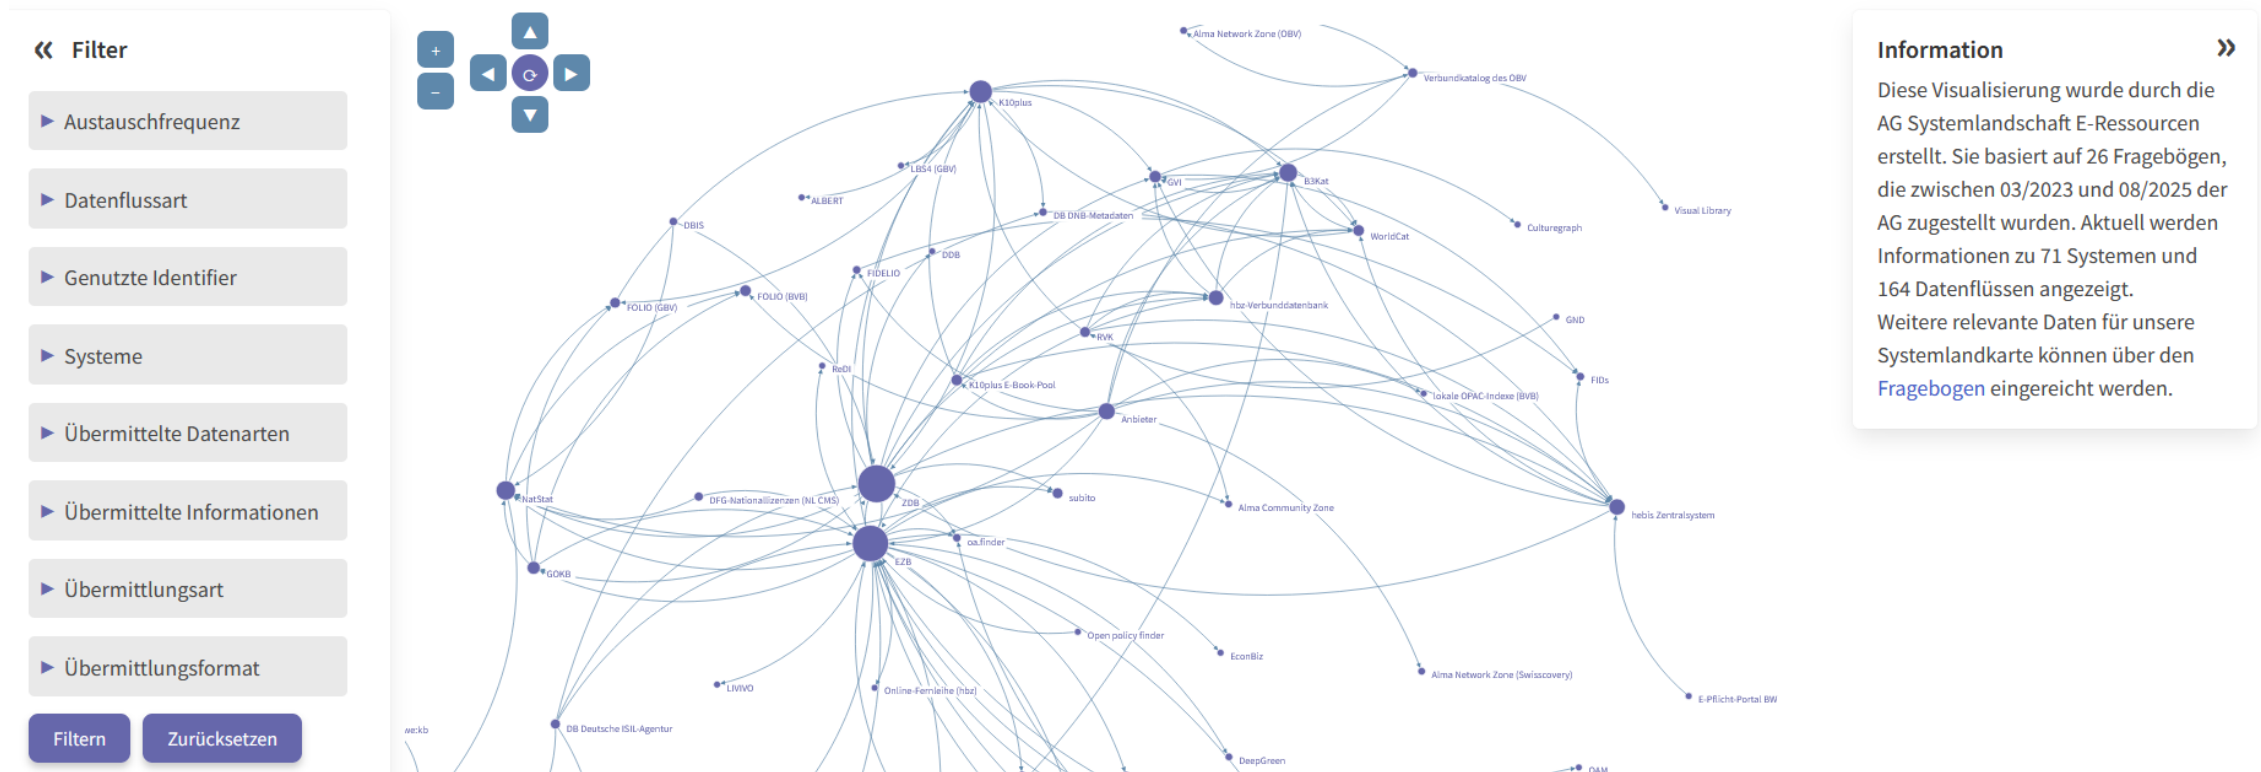 « Filter
▶ Austauschfrequenz
▶ Datenflussart
▶ Genutzte Identifier
▶ Systeme
▶ Übermittelte Datenarten
▶ Übermittelte Informationen
▶ Übermittlungsart
▶ Übermittlungsformat
Filtern
Zurücksetzen
+
−
Alma Network Zone (OBV)
Verbundkatalog des OBV
K10plus
LBS4 (GBV)
GVI
B3Kat
ALBERT
DB DNB-Metadaten
Visual Library
DBIS
Culturegraph
WorldCat
DDB
FIDELIO
FOLIO (BVB)
FOLIO (GBV)
hbz-Verbunddatenbank
GND
RVK
ReDI
K10plus E-Book-Pool
FIDs
lokale OPAC-Indexe (BVB)
Anbieter
NatStat
DFG-Nationallizenzen (NL CMS)
ZDB
subito
Alma Community Zone
hebis Zentralsystem
oa.finder
EZB
GOKB
Open policy finder
EconBiz
Alma Network Zone (Swisscovery)
LIVIVO
Online-Fernleihe (hbz)
E-Pflicht-Portal BW
we:kb
DB Deutsche ISIL-Agentur
DeepGreen
OAM
Information »
Diese Visualisierung wurde durch die
AG Systemlandschaft E-Ressourcen
erstellt. Sie basiert auf 26 Fragebögen,
die zwischen 03/2023 und 08/2025 der
AG zugestellt wurden. Aktuell werden
Informationen zu 71 Systemen und
164 Datenflüssen angezeigt.
Weitere relevante Daten für unsere
Systemlandkarte können über den
Fragebogen eingereicht werden.